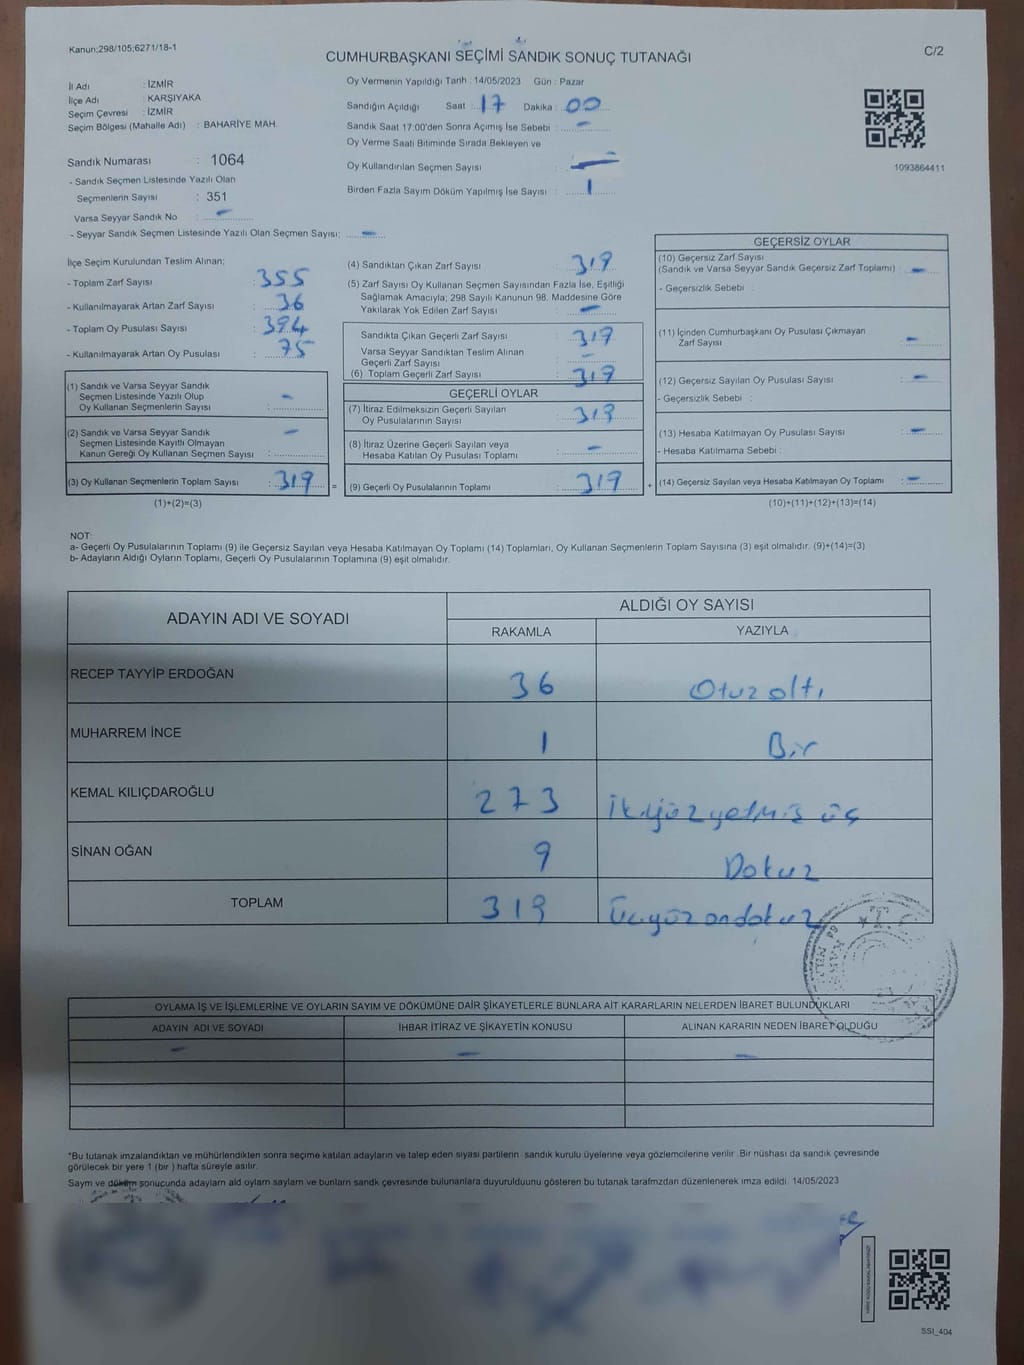 Kanun;298/105;6271/18-1
CUMHURBAŞKANI SEÇİMİ SANDIK SONUÇ TUTANAĞI
C/2
İl Adı : İZMİR
İlçe Adı : KARŞIYAKA
Seçim Çevresi : İZMİR
Seçim Bölgesi (Mahalle Adı) : BAHARİYE MAH.
Sandık Numarası : 1064
- Sandık Seçmen Listesinde Yazılı Olan
Seçmenlerin Sayısı : 351
Varsa Seyyar Sandık No : -
- Seyyar Sandık Seçmen Listesinde Yazılı Olan Seçmen Sayısı: -
Oy Vermenin Yapıldığı Tarih : 14/05/2023 Gün : Pazar
Sandığın Açıldığı Saat : 17 Dakika : 00
Sandık Saat 17:00'den Sonra Açımış İse Sebebi : -
Oy Verme Saati Bitiminde Sırada Bekleyen ve
Oy Kullandırılan Seçmen Sayısı : -
Birden Fazla Sayım Döküm Yapılmış İse Sayısı : 1
1093864411
İlçe Seçim Kurulundan Teslim Alınan:
- Toplam Zarf Sayısı : 355
- Kullanılmayarak Artan Zarf Sayısı : 36
- Toplam Oy Pusulası Sayısı : 394
- Kullanılmayarak Artan Oy Pusulası : 75
(1) Sandık ve Varsa Seyyar Sandık
Seçmen Listesinde Yazılı Olup
Oy Kullanan Seçmenlerin Sayısı : -
(2) Sandık ve Varsa Seyyar Sandık
Seçmen Listesinde Kayıtlı Olmayan
Kanun Gereği Oy Kullanan Seçmen Sayısı : -
(3) Oy Kullanan Seçmenlerin Toplam Sayısı : 319 =
(1)+(2)=(3)
(4) Sandıktan Çıkan Zarf Sayısı : 319
(5) Zarf Sayısı Oy Kullanan Seçmen Sayısından Fazla İse, Eşitliği
Sağlamak Amacıyla; 298 Sayılı Kanunun 98. Maddesine Göre
Yakılarak Yok Edilen Zarf Sayısı : -
Sandıkta Çıkan Geçerli Zarf Sayısı : 319
Varsa Seyyar Sandıktan Teslim Alınan
Geçerli Zarf Sayısı : -
(6) Toplam Geçerli Zarf Sayısı : 319
GEÇERLİ OYLAR
(7) İtiraz Edilmeksizin Geçerli Sayılan
Oy Pusulalarının Sayısı : 319
(8) İtiraz Üzerine Geçerli Sayılan veya
Hesaba Katılan Oy Pusulası Toplamı : -
(9) Geçerli Oy Pusulalarının Toplamı : 319 +
GEÇERSİZ OYLAR
(10) Geçersiz Zarf Sayısı
(Sandık ve Varsa Seyyar Sandık Geçersiz Zarf Toplamı) : -
- Geçersizlik Sebebi :
(11) İçinden Cumhurbaşkanı Oy Pusulası Çıkmayan
Zarf Sayısı : -
(12) Geçersiz Sayılan Oy Pusulası Sayısı : -
- Geçersizlik Sebebi :
(13) Hesaba Katılmayan Oy Pusulası Sayısı : -
- Hesaba Katılmama Sebebi :
(14) Geçersiz Sayılan veya Hesaba Katılmayan Oy Toplamı : -
(10)+(11)+(12)+(13)=(14)
NOT:
a- Geçerli Oy Pusulalarının Toplamı (9) ile Geçersiz Sayılan veya Hesaba Katılmayan Oy Toplamı (14) Toplamları, Oy Kullanan Seçmenlerin Toplam Sayısına (3) eşit olmalıdır. (9)+(14)=(3)
b- Adayların Aldığı Oyların Toplamı, Geçerli Oy Pusulalarının Toplamına (9) eşit olmalıdır.
ADAYIN ADI VE SOYADI
ALDIĞI OY SAYISI
RAKAMLA YAZIYLA
RECEP TAYYİP ERDOĞAN 36 Otuz altı
MUHARREM İNCE 1 Bir
KEMAL KILIÇDAROĞLU 273 ikiyüzyetmiş üç
SİNAN OĞAN 9 Dokuz
TOPLAM 319 Üçyüzondokuz
T.C.
OYLAMA İŞ VE İŞLEMLERİNE VE OYLARIN SAYIM VE DÖKÜMÜNE DAİR ŞİKAYETLERLE BUNLARA AİT KARARLARIN NELERDEN İBARET BULUNDUKLARI
ADAYIN ADI VE SOYADI İHBAR İTİRAZ VE ŞİKAYETİN KONUSU ALINAN KARARIN NEDEN İBARET OLDUĞU
- - -
*Bu tutanak imzalandıktan ve mühürlendikten sonra seçime katılan adayların ve talep eden siyasi partilerin sandık kurulu üyelerine veya gözlemcilerine verilir .Bir nüshası da sandık çevresinde
görülecek bir yere 1 (bir ) hafta süreyle asılır.
Sayım ve döküm sonucunda adayların aldı oyların sayları ve bunların sandk çevresinde bulunanlara duyurulduunu gösteren bu tutanak tarafmzdan düzenlenerek imza edildi. 14/05/2023
SSI_404